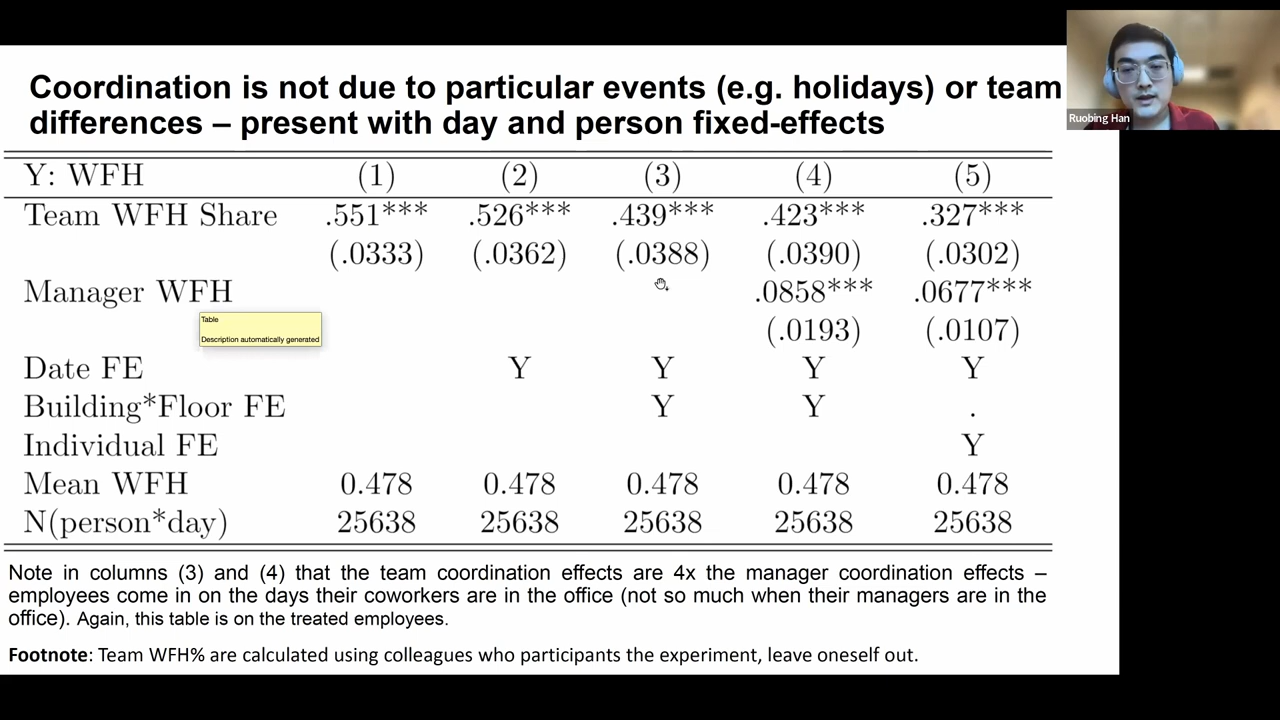 Coordination is not due to particular events (e.g. holidays) or team
differences – present with day and person fixed-effects
Ruobing Han
Y: WFH (1) (2) (3) (4) (5)
Team WFH Share .551*** .526*** .439*** .423*** .327***
(.0333) (.0362) (.0388) (.0390) (.0302)
Manager WFH .0858*** .0677***
(.0193) (.0107)
Table
Description automatically generated
Date FE Y Y Y Y
Building*Floor FE Y Y .
Individual FE Y
Mean WFH 0.478 0.478 0.478 0.478 0.478
N(person*day) 25638 25638 25638 25638 25638
Note in columns (3) and (4) that the team coordination effects are 4x the manager coordination effects –
employees come in on the days their coworkers are in the office (not so much when their managers are in the
office). Again, this table is on the treated employees.
Footnote: Team WFH% are calculated using colleagues who participants the experiment, leave oneself out.